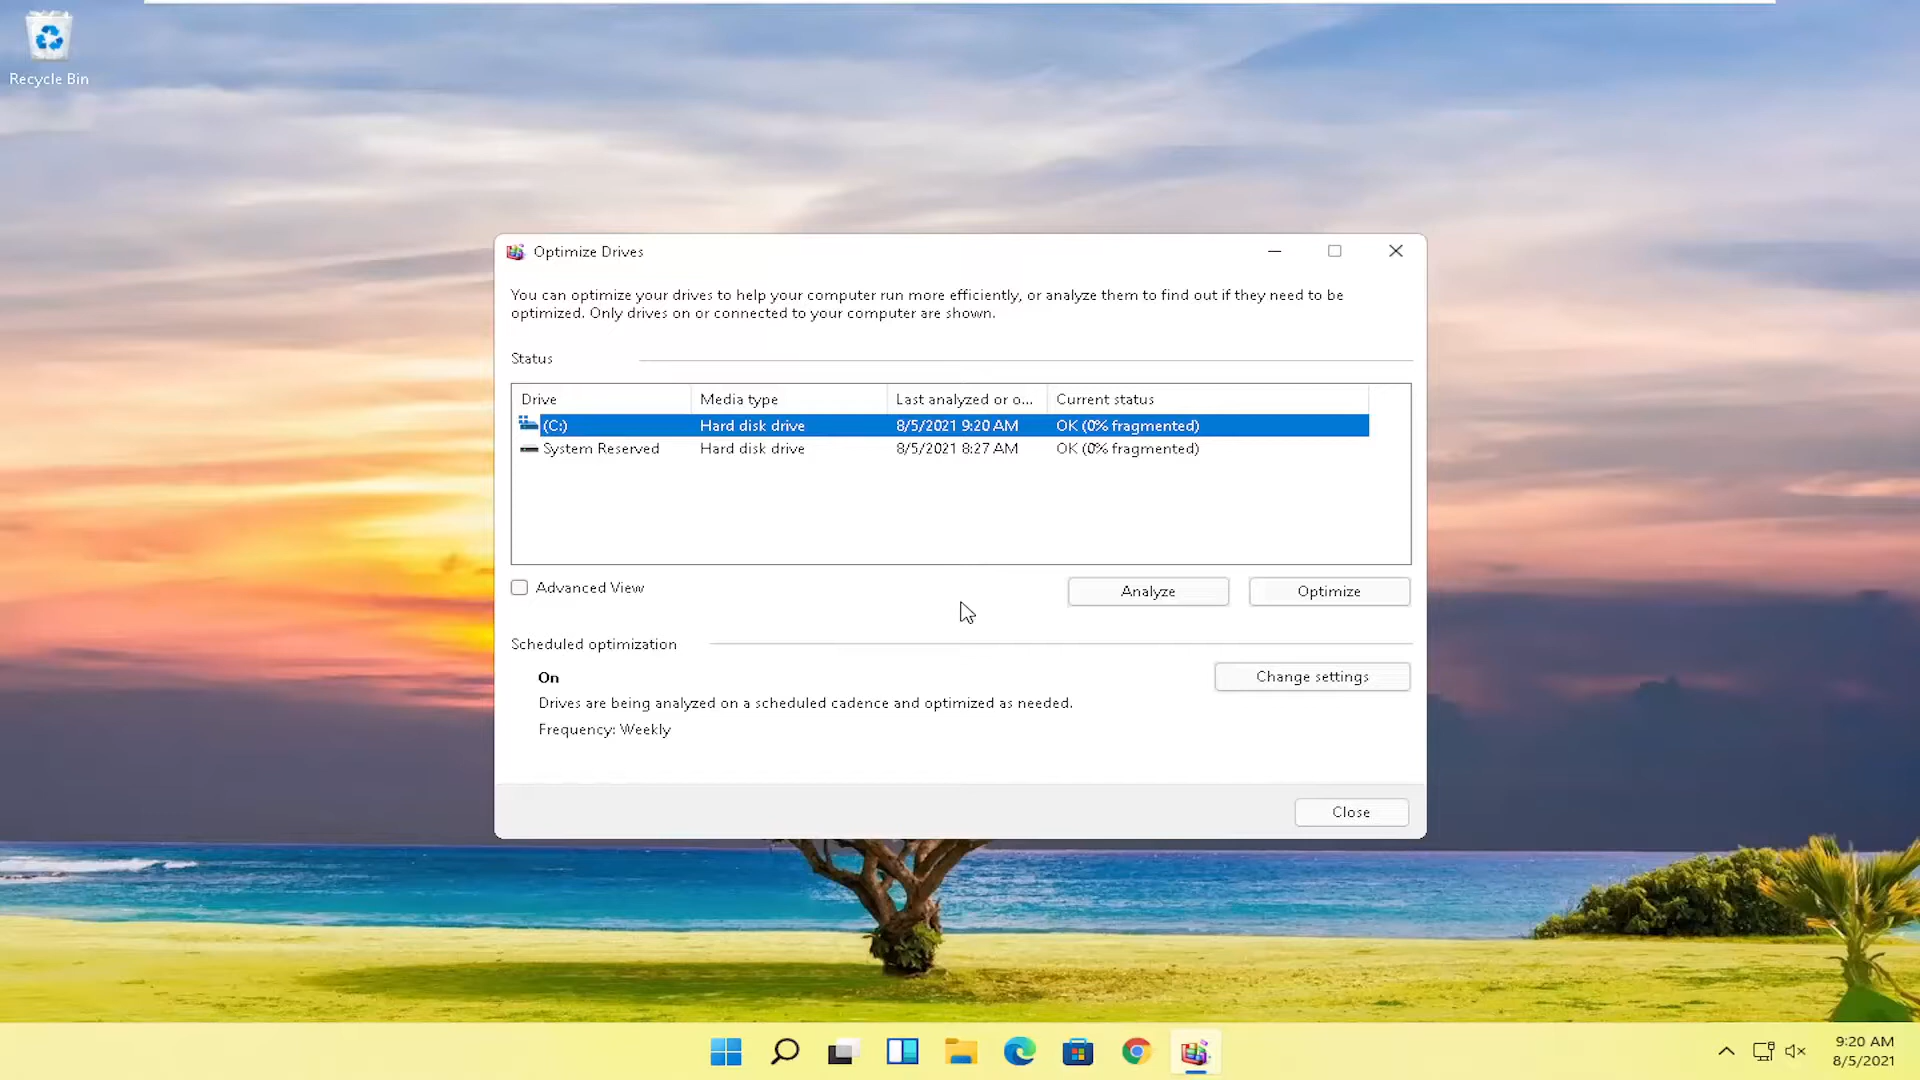 Recycle Bin
Optimize Drives
You can optimize your drives to help your computer run more efficiently, or analyze them to find out if they need to be
optimized. Only drives on or connected to your computer are shown.
Status
Drive Media type Last analyzed or o... Current status
(C:) Hard disk drive 8/5/2021 9:20 AM OK (0% fragmented)
System Reserved Hard disk drive 8/5/2021 8:27 AM OK (0% fragmented)
Advanced View Analyze Optimize
Scheduled optimization
On Change settings
Drives are being analyzed on a scheduled cadence and optimized as needed.
Frequency: Weekly
Close
9:20 AM
8/5/2021